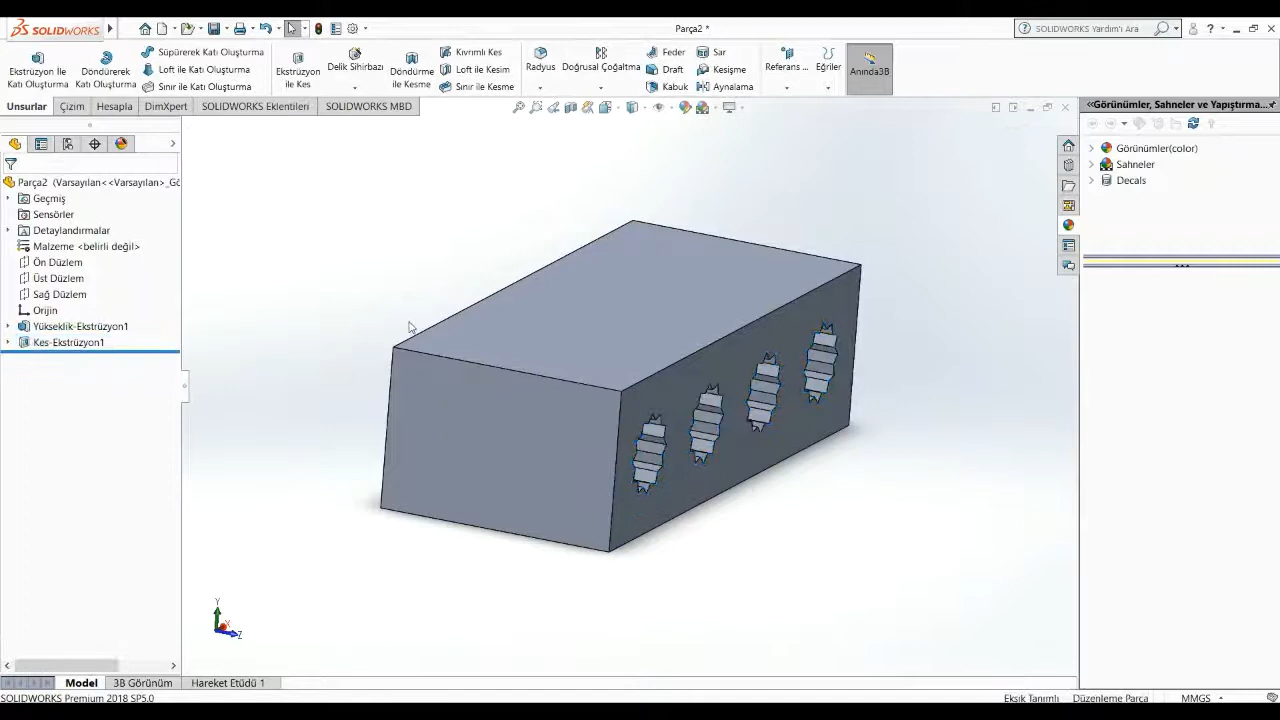 SOLIDWORKS
Parça2 *
SOLIDWORKS Yardım'ı Ara
Ekstrüzyon İle Katı Oluşturma
Döndürerek Katı Oluşturma
Süpürerek Katı Oluşturma
Loft ile Katı Oluşturma
Sınır ile Katı Oluşturma
Ekstrüzyon ile Kes
Delik Sihirbazı
Döndürme ile Kesme
Kıvrımlı Kes
Loft ile Kesim
Sınır ile Kesme
Radyus
Doğrusal Çoğaltma
Feder
Draft
Kabuk
Sar
Kesişme
Aynalama
Referans ...
Eğriler
Anında3B
Unsurlar
Çizim
Hesapla
DimXpert
SOLIDWORKS Eklentileri
SOLIDWORKS MBD
Görünümler, Sahneler ve Yapıştırma...
Görünümler(color)
Sahneler
Decals
Parça2 (Varsayılan<<Varsayılan>_Gö
Geçmiş
Sensörler
Detaylandırmalar
Malzeme <belirli değil>
Ön Düzlem
Üst Düzlem
Sağ Düzlem
Orijin
Yükseklik-Ekstrüzyon1
Kes-Ekstrüzyon1
Y
X
Z
Model
3B Görünüm
Hareket Etüdü 1
SOLIDWORKS Premium 2018 SP5.0
Eksik Tanımlı
Düzenleme Parça
MMGS